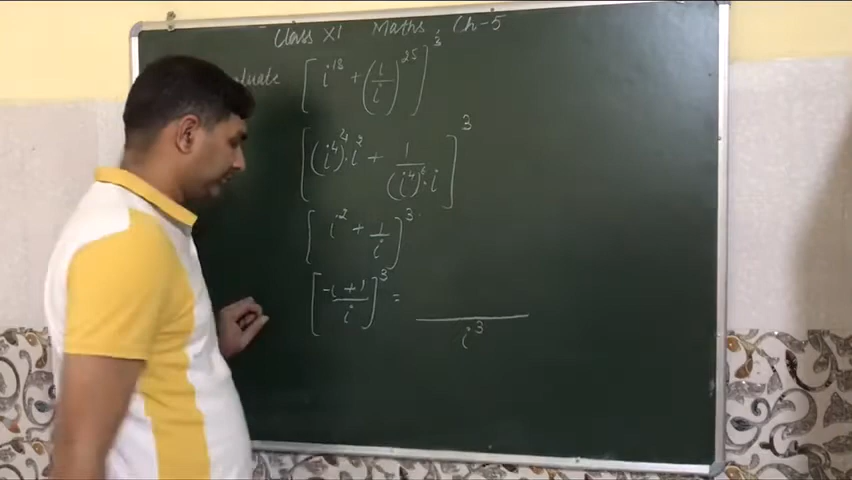 Class XI Maths Ch-5
[i^18 + (1/i)^25]^3
[(i^4)^4 · i^2 + 1/((i^4)^6 · i)]^3
[i^2 + 1/i]^3
[(-i + 1)/i]^3 = ———/i^3